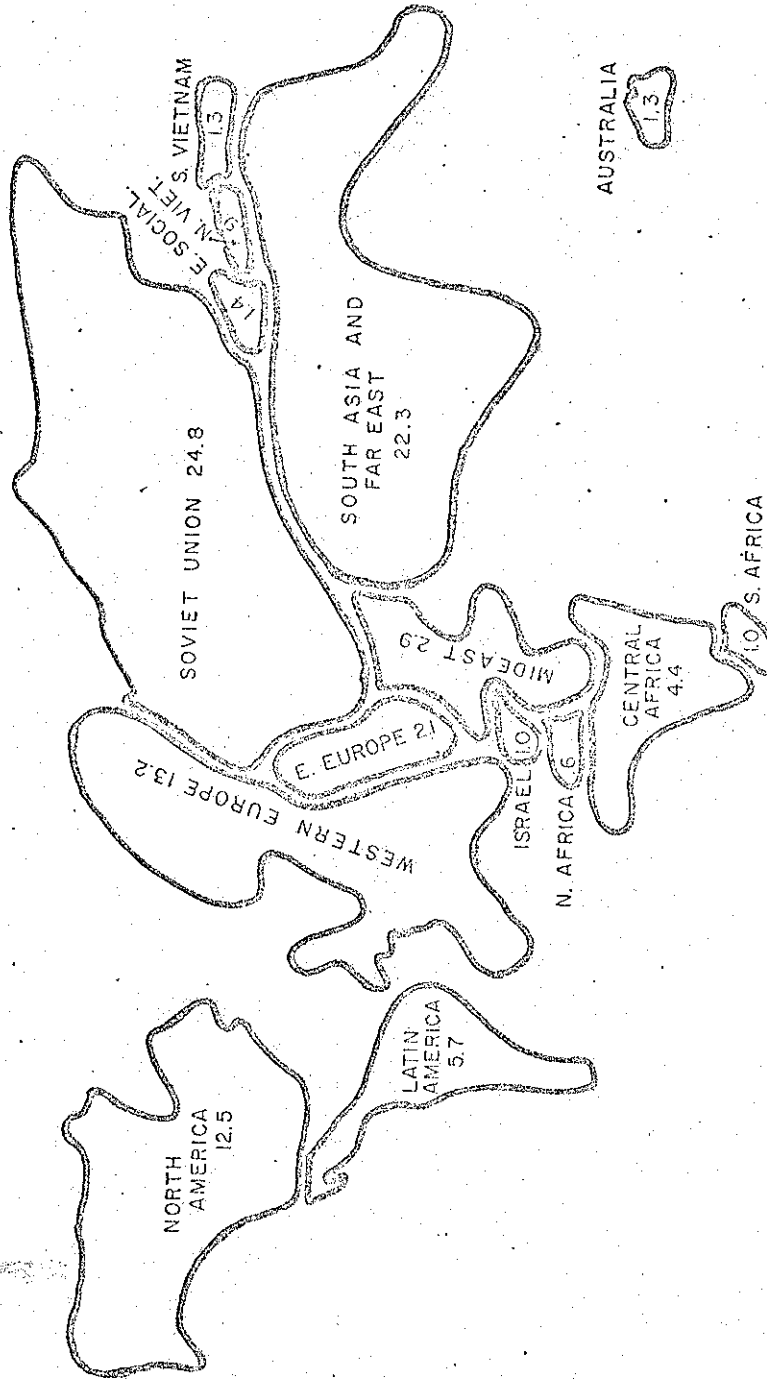 NORTH
AMERICA
12.5
LATIN
AMERICA
5.7
WESTERN EUROPE 13.2
E. EUROPE 2.1
SOVIET UNION 24.8
E. SOCIAL.
1.4
N. VIET.
.9
S. VIETNAM
1.3
SOUTH ASIA AND
FAR EAST
22.3
MIDEAST 2.9
ISRAEL 1.0
N. AFRICA .6
CENTRAL
AFRICA
4.4
1.0 S. AFRICA
AUSTRALIA
1.3